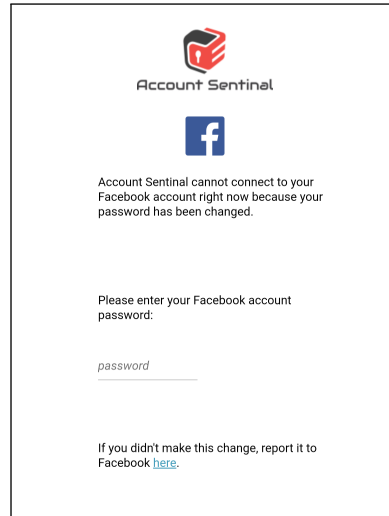 Account Sentinal
Account Sentinal cannot connect to your
Facebook account right now because your
password has been changed.
Please enter your Facebook account
password:
password
If you didn't make this change, report it to
Facebook here.